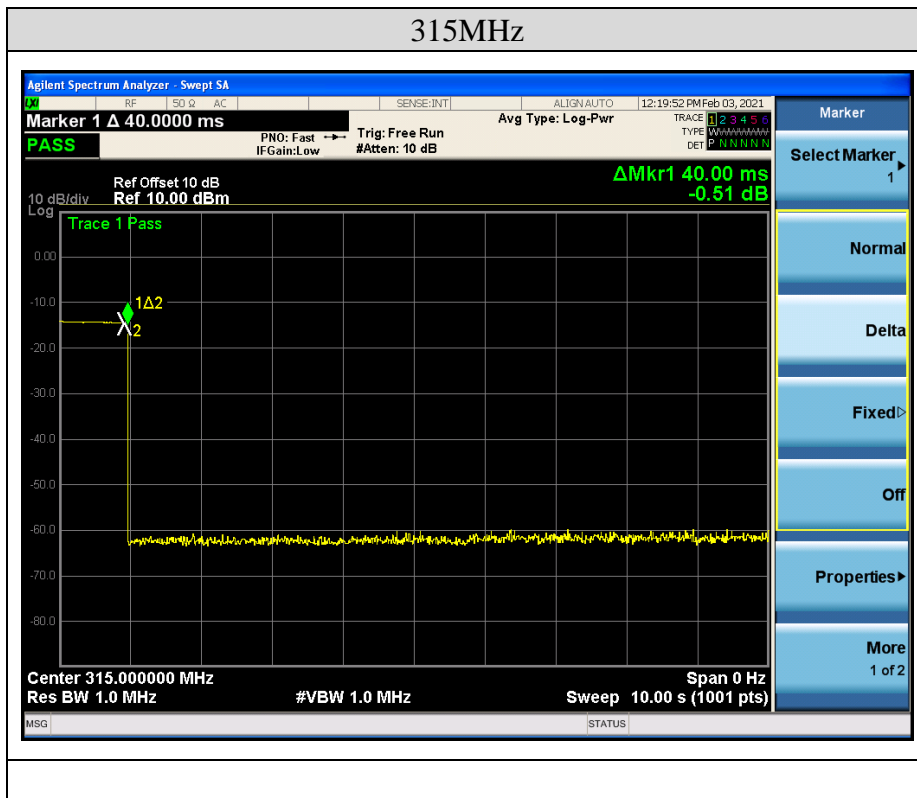 315MHz
Agilent Spectrum Analyzer - Swept SA
LXI RF 50 Ω AC SENSE:INT ALIGN AUTO 12:19:52 PM Feb 03, 2021
Marker 1 Δ 40.0000 ms
PASS
PNO: Fast
IFGain:Low
Trig: Free Run
#Atten: 10 dB
Avg Type: Log-Pwr
TRACE 1 2 3 4 5 6
TYPE WWWWWWW
DET P N N N N N
ΔMkr1 40.00 ms
-0.51 dB
Ref Offset 10 dB
10 dB/div Ref 10.00 dBm
Log
Trace 1 Pass
0.00
-10.0
1Δ2
2
-20.0
-30.0
-40.0
-50.0
-60.0
-70.0
-80.0
Center 315.000000 MHz Span 0 Hz
Res BW 1.0 MHz #VBW 1.0 MHz Sweep 10.00 s (1001 pts)
MSG STATUS
Marker
Select Marker
1
Normal
Delta
Fixed
Off
Properties
More
1 of 2